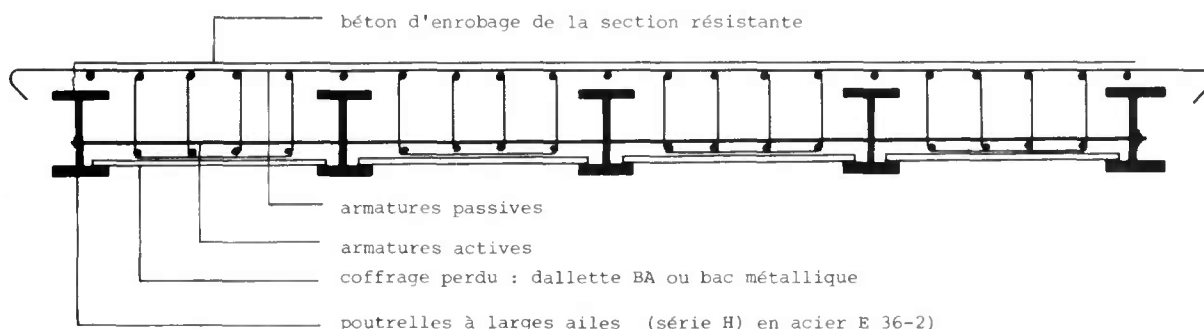 béton d'enrobage de la section résistante
armatures passives
armatures actives
coffrage perdu : dallette BA ou bac métallique
poutrelles à larges ailes (série H) en acier E 36-2)